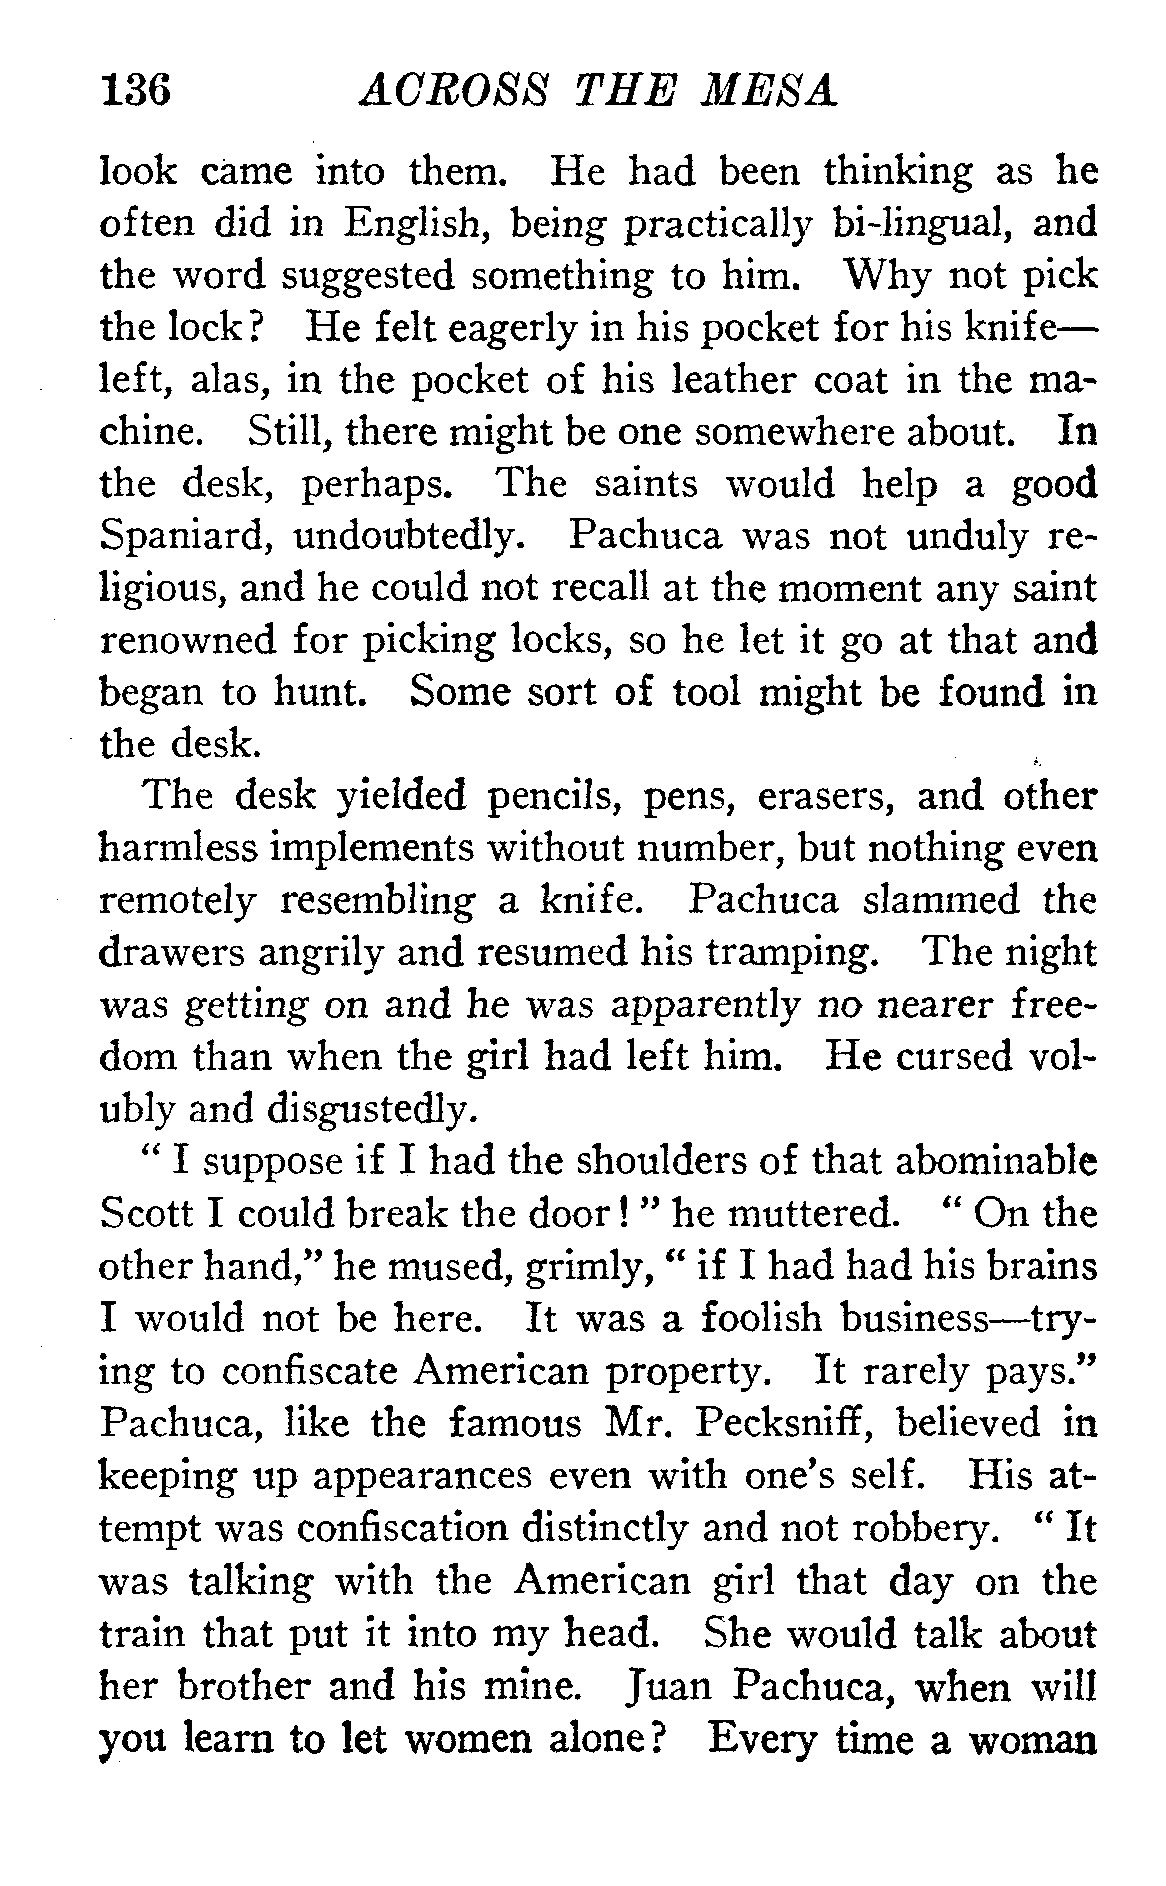 136 ACROSS THE MESA
look came into them. He had been thinking as he
often did in English, being practically bi-lingual, and
the word suggested something to him. Why not pick
the lock? He felt eagerly in his pocket for his knife—
left, alas, in the pocket of his leather coat in the ma-
chine. Still, there might be one somewhere about. In
the desk, perhaps. The saints would help a good
Spaniard, undoubtedly. Pachuca was not unduly re-
ligious, and he could not recall at the moment any saint
renowned for picking locks, so he let it go at that and
began to hunt. Some sort of tool might be found in
the desk.
The desk yielded pencils, pens, erasers, and other
harmless implements without number, but nothing even
remotely resembling a knife. Pachuca slammed the
drawers angrily and resumed his tramping. The night
was getting on and he was apparently no nearer free-
dom than when the girl had left him. He cursed vol-
ubly and disgustedly.
“ I suppose if I had the shoulders of that abominable
Scott I could break the door! ” he muttered. “ On the
other hand,” he mused, grimly, “ if I had had his brains
I would not be here. It was a foolish business—try-
ing to confiscate American property. It rarely pays.”
Pachuca, like the famous Mr. Pecksniff, believed in
keeping up appearances even with one's self. His at-
tempt was confiscation distinctly and not robbery. “ It
was talking with the American girl that day on the
train that put it into my head. She would talk about
her brother and his mine. Juan Pachuca, when will
you learn to let women alone? Every time a woman